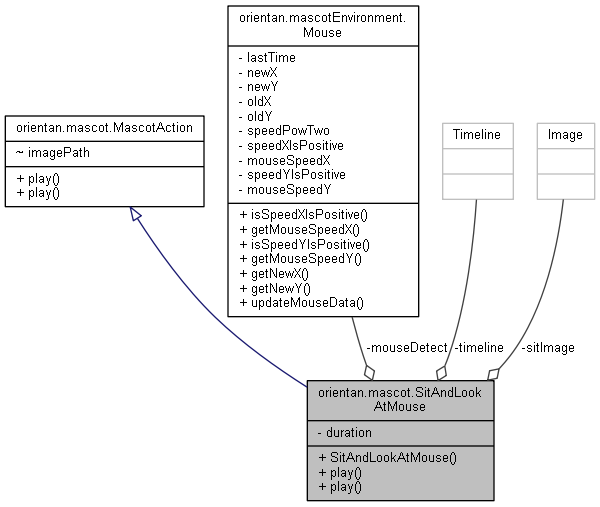 orientan.mascotEnvironment.
Mouse
- lastTime
- newX
- newY
- oldX
- oldY
- speedPowTwo
- speedXIsPositive
- mouseSpeedX
- speedYIsPositive
- mouseSpeedY
+ isSpeedXIsPositive()
+ getMouseSpeedX()
+ isSpeedYIsPositive()
+ getMouseSpeedY()
+ getNewX()
+ getNewY()
+ updateMouseData()
orientan.mascot.MascotAction
~ imagePath
+ play()
+ play()
Timeline
Image
-mouseDetect
-timeline
-sitImage
orientan.mascot.SitAndLook
AtMouse
- duration
+ SitAndLookAtMouse()
+ play()
+ play()